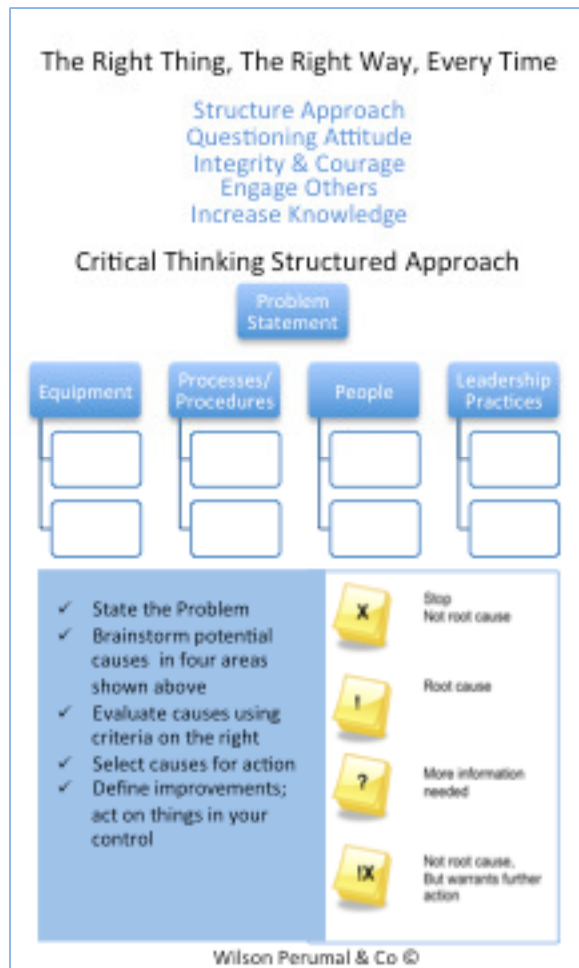 The Right Thing, The Right Way, Every Time
Structure Approach
Questioning Attitude
Integrity & Courage
Engage Others
Increase Knowledge
Critical Thinking Structured Approach
Problem
Statement
Equipment
Processes/
Procedures
People
Leadership
Practices
✓ State the Problem
✓ Brainstorm potential
causes in four areas
shown above
✓ Evaluate causes using
criteria on the right
✓ Select causes for action
✓ Define improvements;
act on things in your
control
X
Stop
Not root cause
!
Root cause
?
More information
needed
!X
Not root cause,
But warrants further
action
Wilson Perumal & Co ©